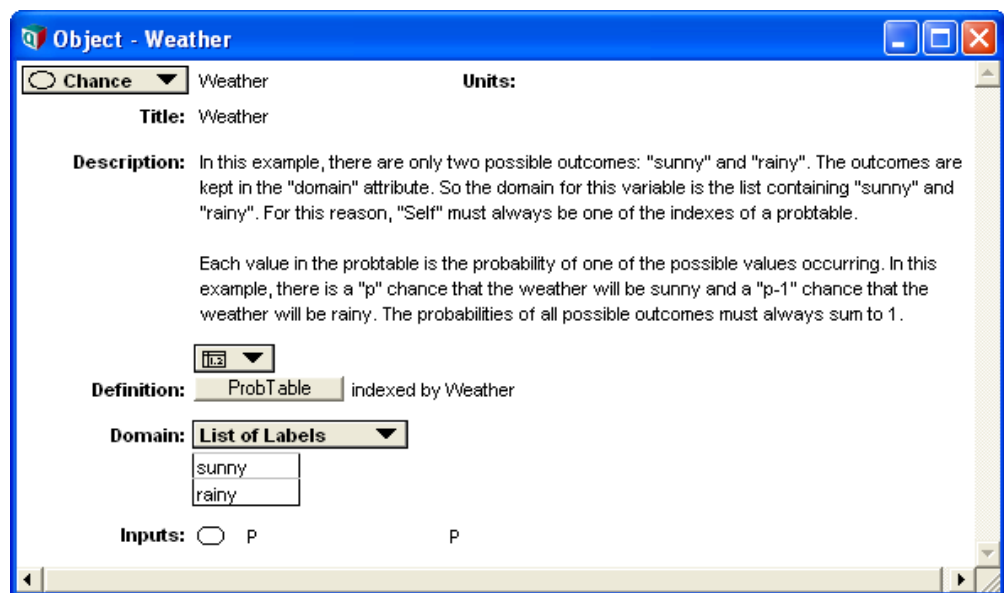 Object - Weather
Chance Weather Units:
Title: Weather
Description: In this example, there are only two possible outcomes: "sunny" and "rainy". The outcomes are
kept in the "domain" attribute. So the domain for this variable is the list containing "sunny" and
"rainy". For this reason, "Self" must always be one of the indexes of a probtable.
Each value in the probtable is the probability of one of the possible values occurring. In this
example, there is a "p" chance that the weather will be sunny and a "p-1" chance that the
weather will be rainy. The probabilities of all possible outcomes must always sum to 1.
1.2
Definition: ProbTable indexed by Weather
Domain: List of Labels
sunny
rainy
Inputs: P P